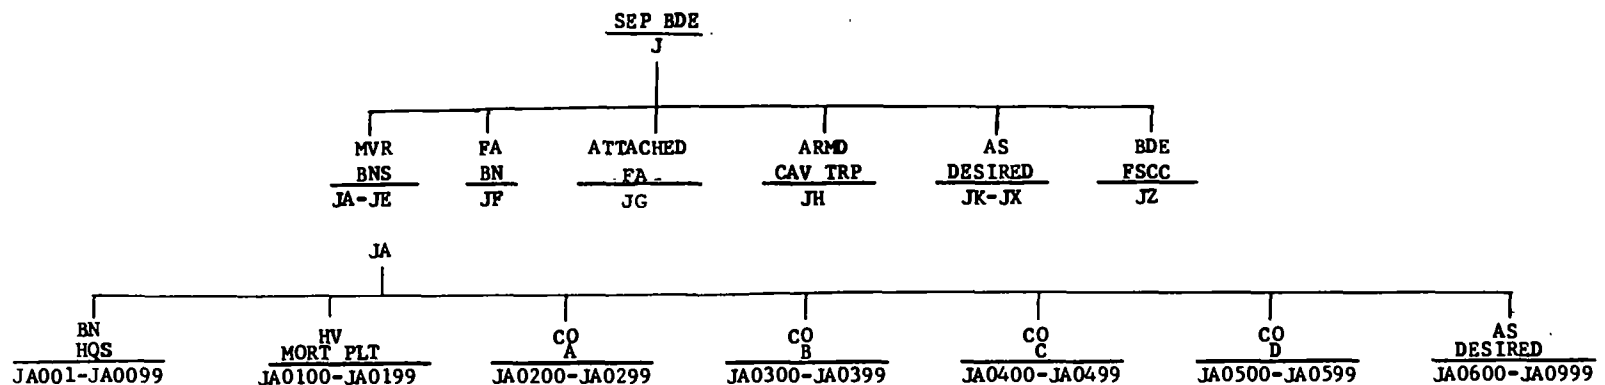 SEP BDE
J
MVR FA ATTACHED ARMD AS BDE
BNS BN FA CAV TRP DESIRED FSCC
JA-JE JF JG JH JK-JX JZ
JA
BN HV CO CO CO CO AS
HQS MORT PLT A B C D DESIRED
JA001-JA0099 JA0100-JA0199 JA0200-JA0299 JA0300-JA0399 JA0400-JA0499 JA0500-JA0599 JA0600-JA0999